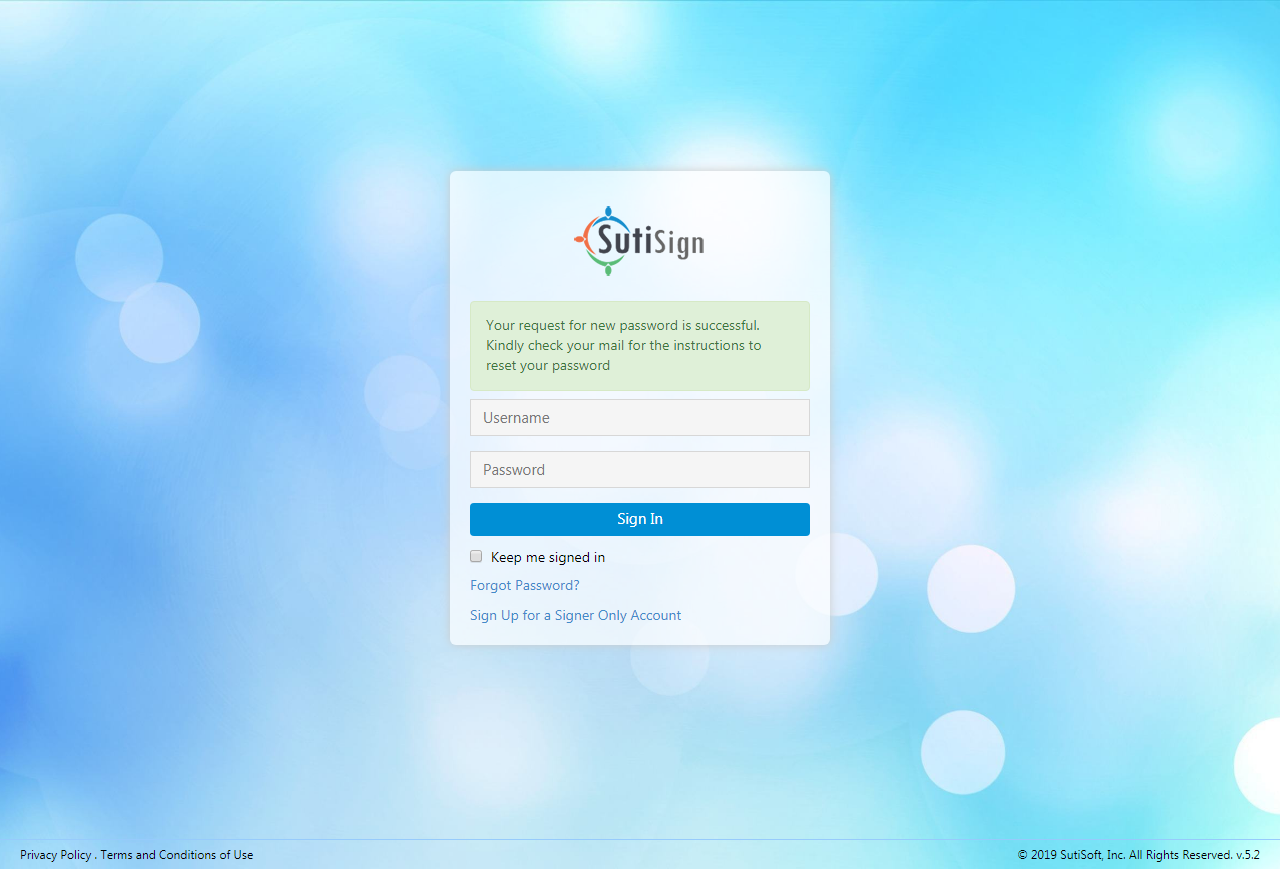 SutiSign
Your request for new password is successful.
Kindly check your mail for the instructions to
reset your password
Username
Password
Sign In
Keep me signed in
Forgot Password?
Sign Up for a Signer Only Account
Privacy Policy . Terms and Conditions of Use
© 2019 SutiSoft, Inc. All Rights Reserved. v.5.2